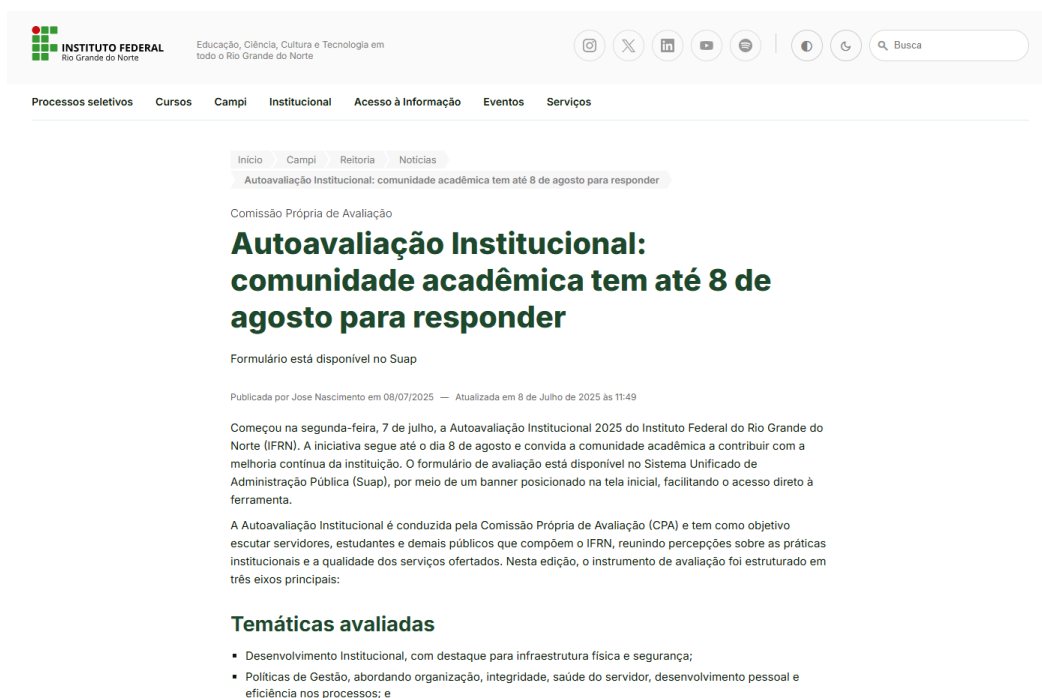 INSTITUTO FEDERAL
Rio Grande do Norte
Educação, Ciência, Cultura e Tecnologia em
todo o Rio Grande do Norte
Busca
Processos seletivos Cursos Campi Institucional Acesso à Informação Eventos Serviços
Início Campi Reitoria Notícias
Autoavaliação Institucional: comunidade acadêmica tem até 8 de agosto para responder
Comissão Própria de Avaliação
Autoavaliação Institucional:
comunidade acadêmica tem até 8 de
agosto para responder
Formulário está disponível no Suap
Publicada por Jose Nascimento em 08/07/2025 — Atualizada em 8 de Julho de 2025 às 11:49
Começou na segunda-feira, 7 de julho, a Autoavaliação Institucional 2025 do Instituto Federal do Rio Grande do
Norte (IFRN). A iniciativa segue até o dia 8 de agosto e convida a comunidade acadêmica a contribuir com a
melhoria contínua da instituição. O formulário de avaliação está disponível no Sistema Unificado de
Administração Pública (Suap), por meio de um banner posicionado na tela inicial, facilitando o acesso direto à
ferramenta.
A Autoavaliação Institucional é conduzida pela Comissão Própria de Avaliação (CPA) e tem como objetivo
escutar servidores, estudantes e demais públicos que compõem o IFRN, reunindo percepções sobre as práticas
institucionais e a qualidade dos serviços ofertados. Nesta edição, o instrumento de avaliação foi estruturado em
três eixos principais:
Temáticas avaliadas
▪ Desenvolvimento Institucional, com destaque para infraestrutura física e segurança;
▪ Políticas de Gestão, abordando organização, integridade, saúde do servidor, desenvolvimento pessoal e
eficiência nos processos; e